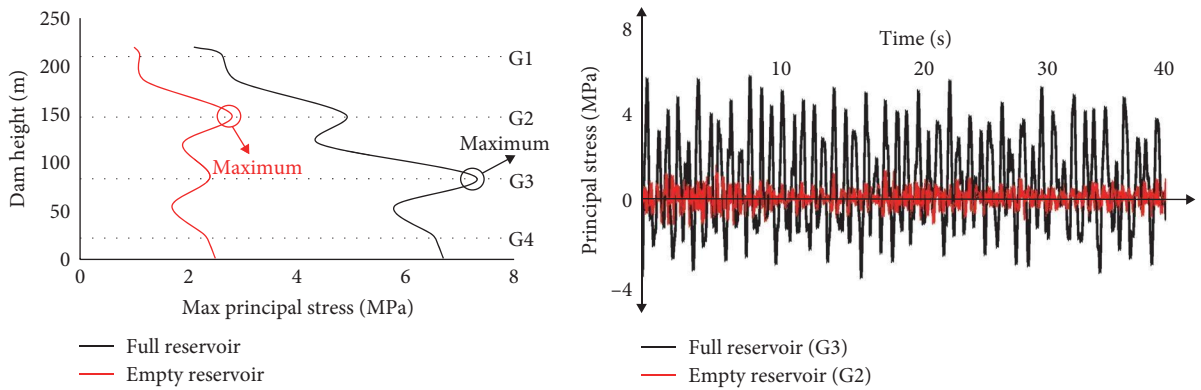 250
200
150
100
50
0
Dam height (m)
G1
G2
G3
G4
Maximum
Maximum
0
2
4
6
8
Max principal stress (MPa)
Full reservoir
Empty reservoir
8
4
0
−4
Principal stress (MPa)
Time (s)
10
20
30
40
Full reservoir (G3)
Empty reservoir (G2)